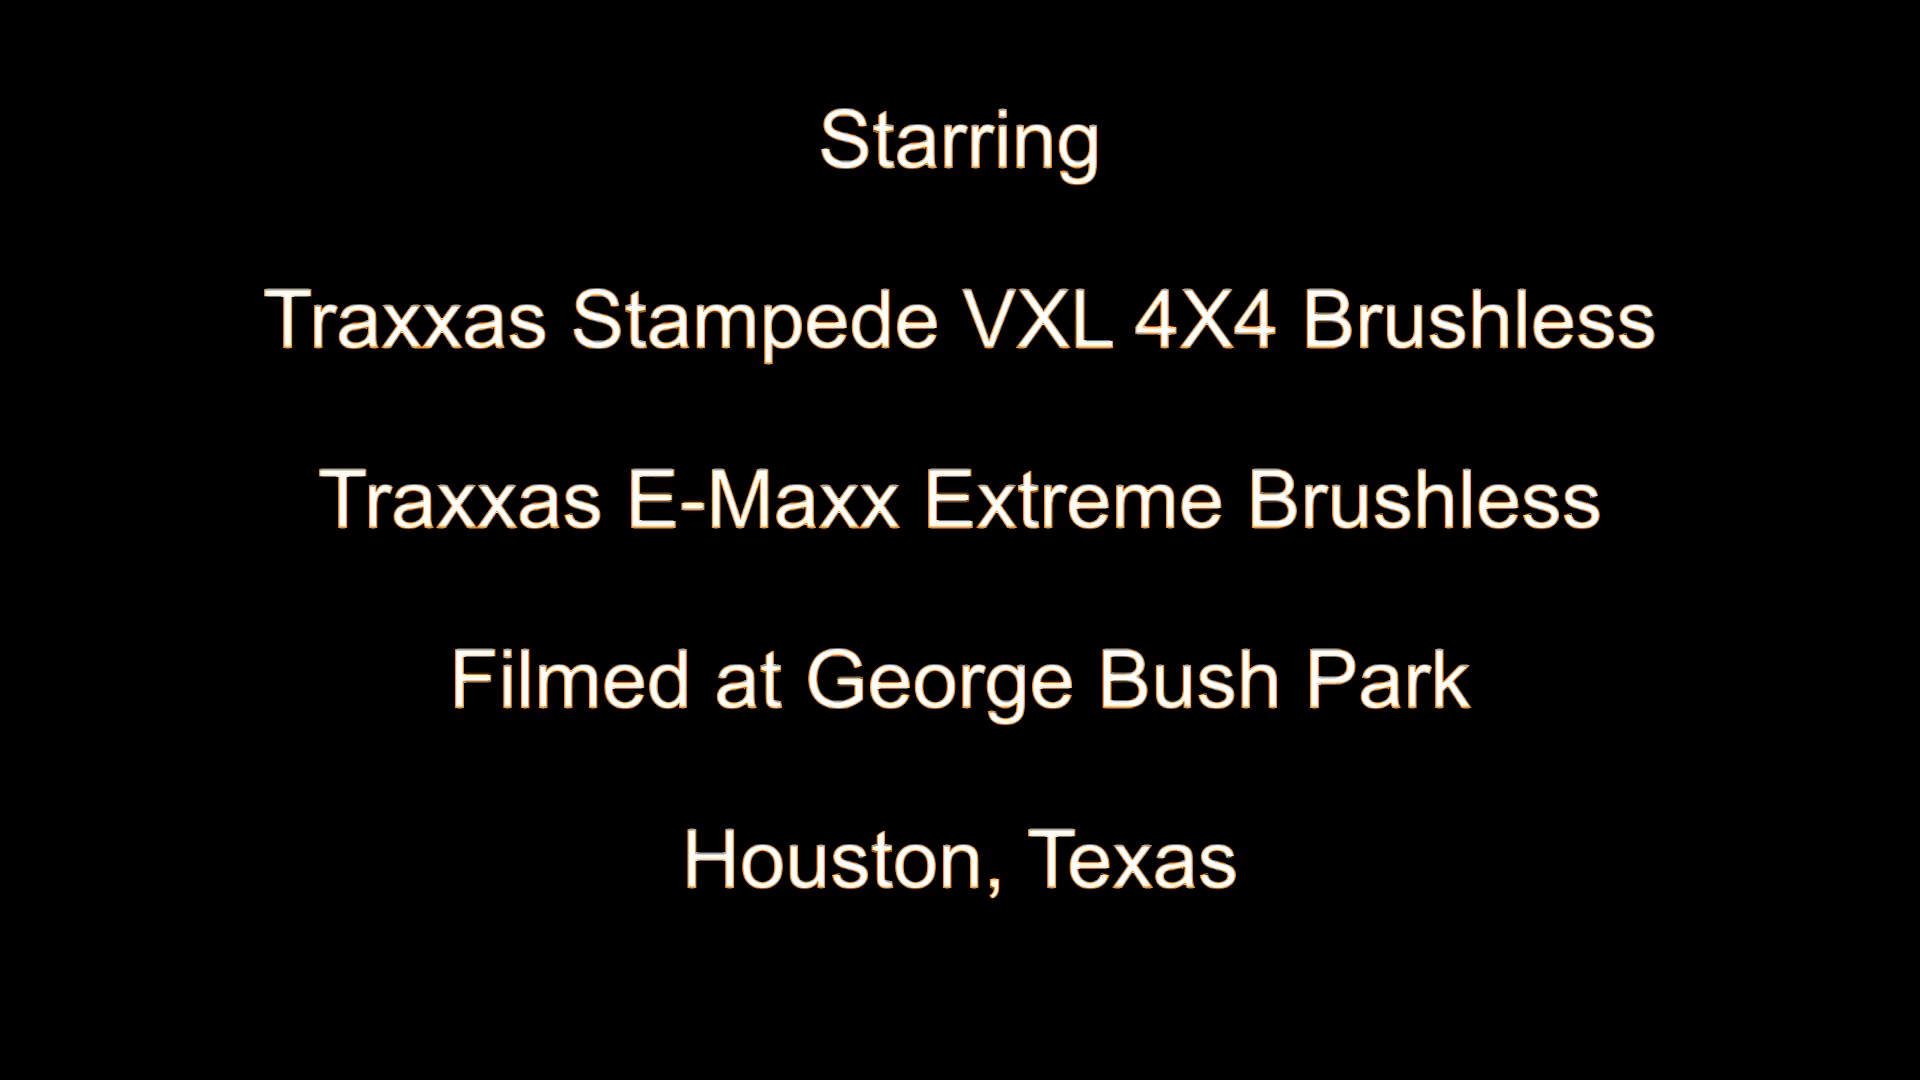 Starring
Traxxas Stampede VXL 4X4 Brushless
Traxxas E-Maxx Extreme Brushless
Filmed at George Bush Park
Houston, Texas